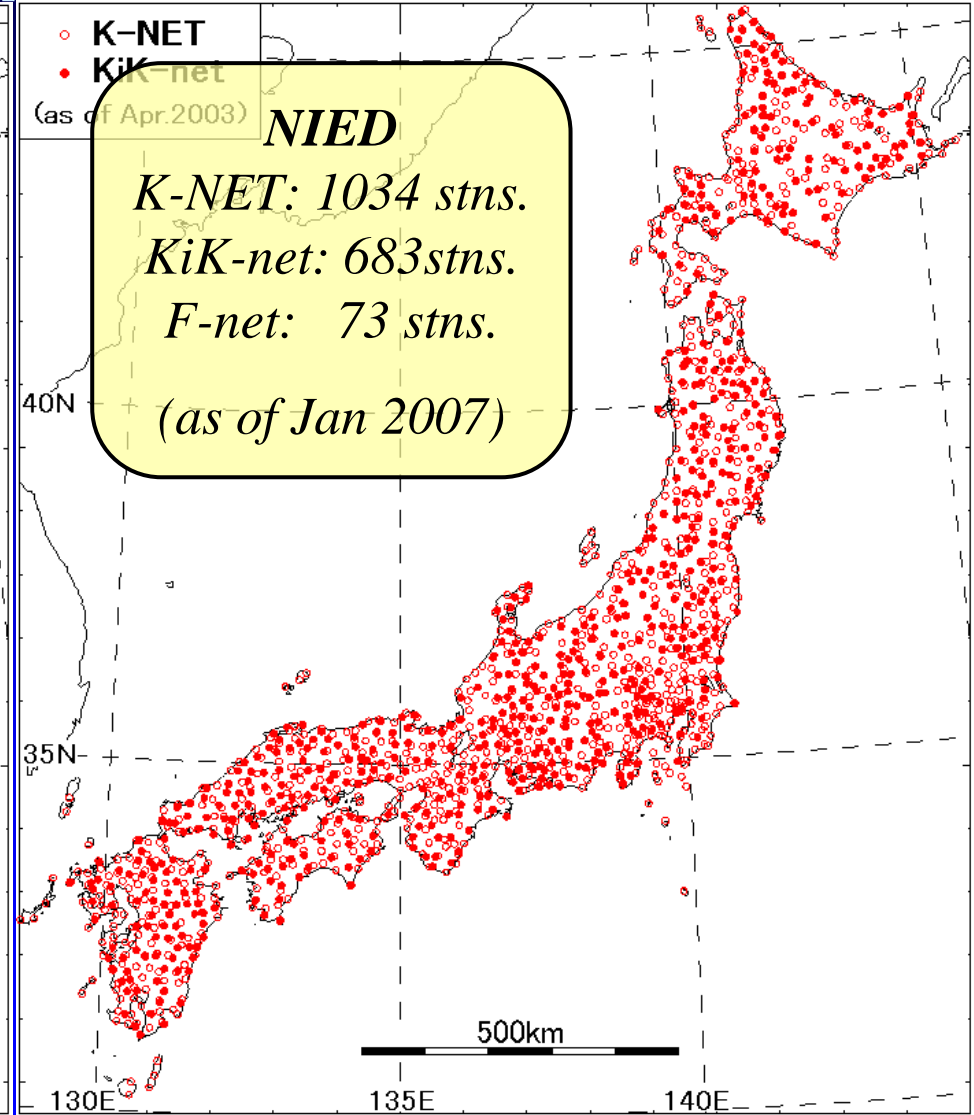 K-NET
KiK-net
(as of Apr.2003)
NIED
K-NET: 1034 stns.
KiK-net: 683stns.
F-net: 73 stns.
(as of Jan 2007)
40N
35N
500km
130E
135E
140E